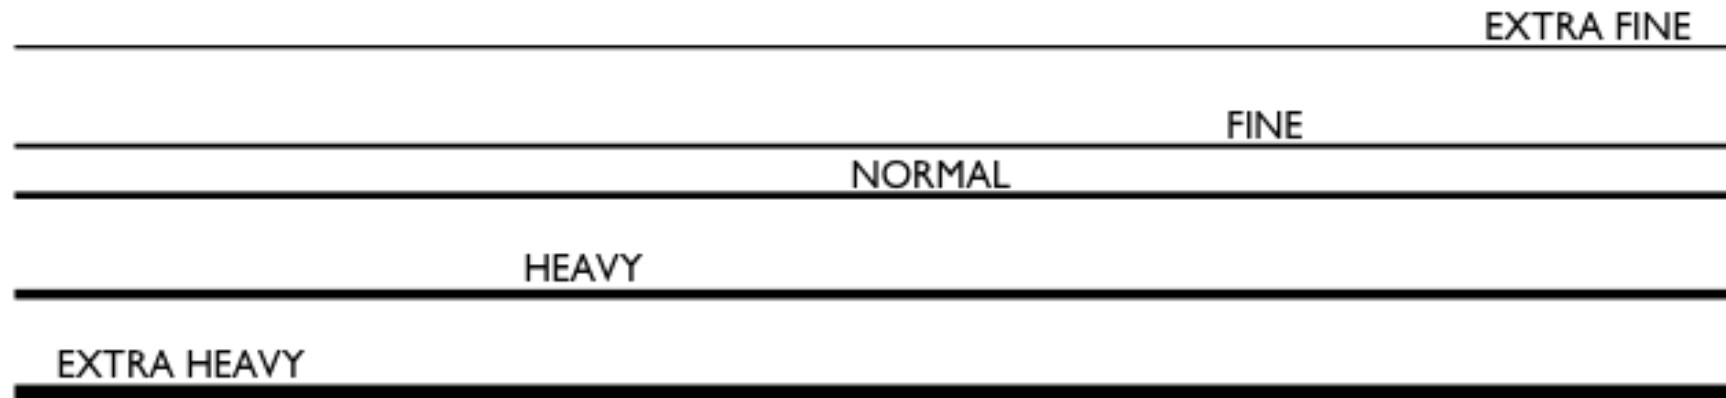 EXTRA FINE
FINE
NORMAL
HEAVY
EXTRA HEAVY